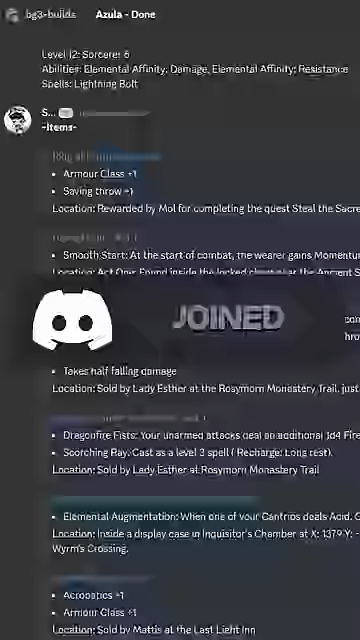 bg3-builds Azula - Done
Level 12: Sorcerer 6
Abilities: Elemental Affinity: Damage, Elemental Affinity: Resistance
Spells: Lightning Bolt
S...
-Items-
Armour Class +1
Saving throw +1
Location: Rewarded by Mol for completing the quest Steal the Sacre
Smooth Start: At the start of combat, the wearer gains Momentu
Location: Act One: Found inside the locked chest near the Ancient S
JOINED
Takes half falling damage
Location: Sold by Lady Esther at the Rosymorn Monastery Trail, just
Dragonfire Fists: Your unarmed attacks deal an additional 1d4 Fire
Scorching Ray: Cast as a level 3 spell ( Recharge: Long rest).
Location: Sold by Lady Esther at Rosymorn Monastery Trail
Elemental Augmentation: When one of your Cantrips deals Acid, C
Location: Inside a display case in Inquisitor's Chamber at X: 1379 Y: -
Wyrm's Crossing.
Acrobatics +1
Armour Class +1
Location: Sold by Mattis at the Last Light Inn